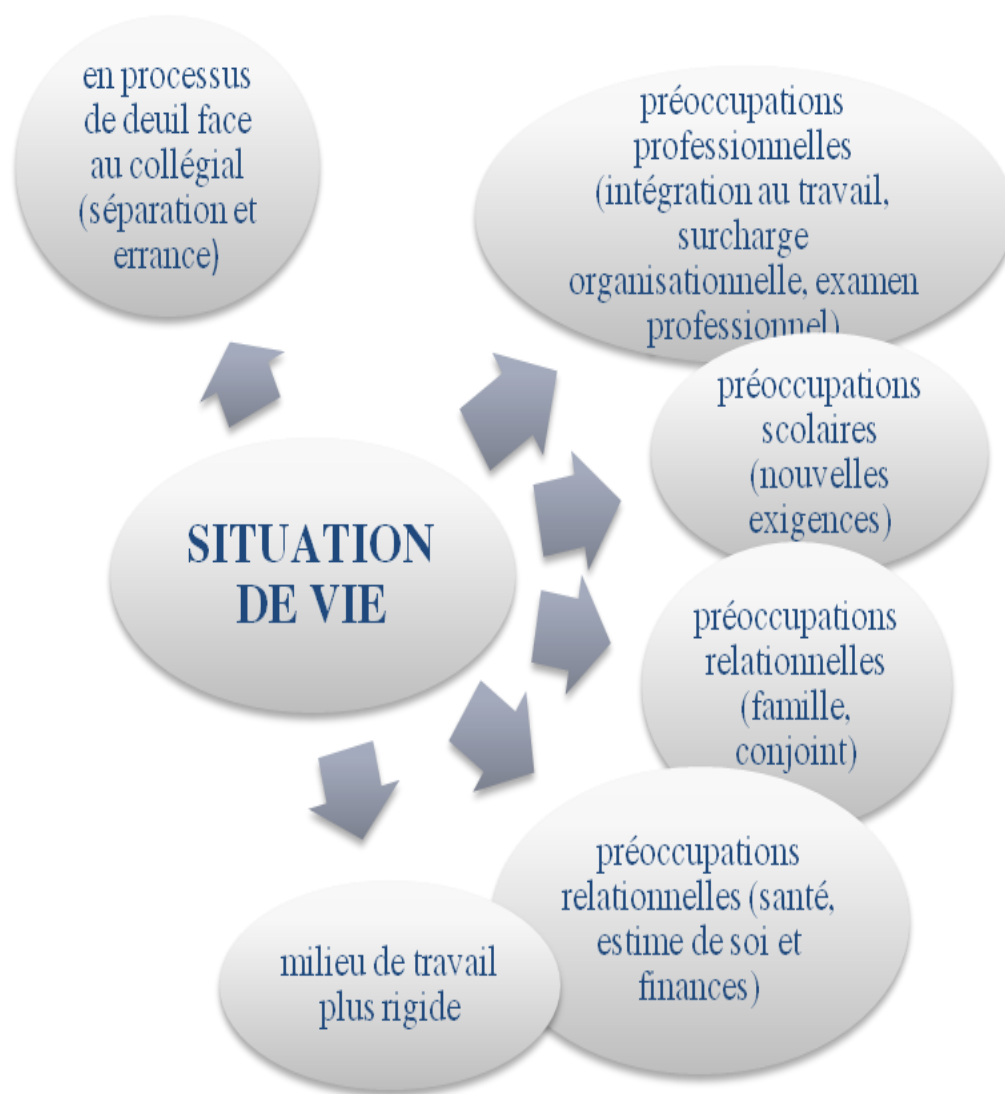 en processus
de deuil face
au collégial
(séparation et
errance)
préoccupations
professionnelles
(intégration au travail,
surcharge
organisationnelle, examen
professionnel)
préoccupations
scolaires
(nouvelles
exigences)
SITUATION
DE VIE
préoccupations
relationnelles
(famille,
conjoint)
préoccupations
relationnelles (santé,
estime de soi et
finances)
milieu de travail
plus rigide